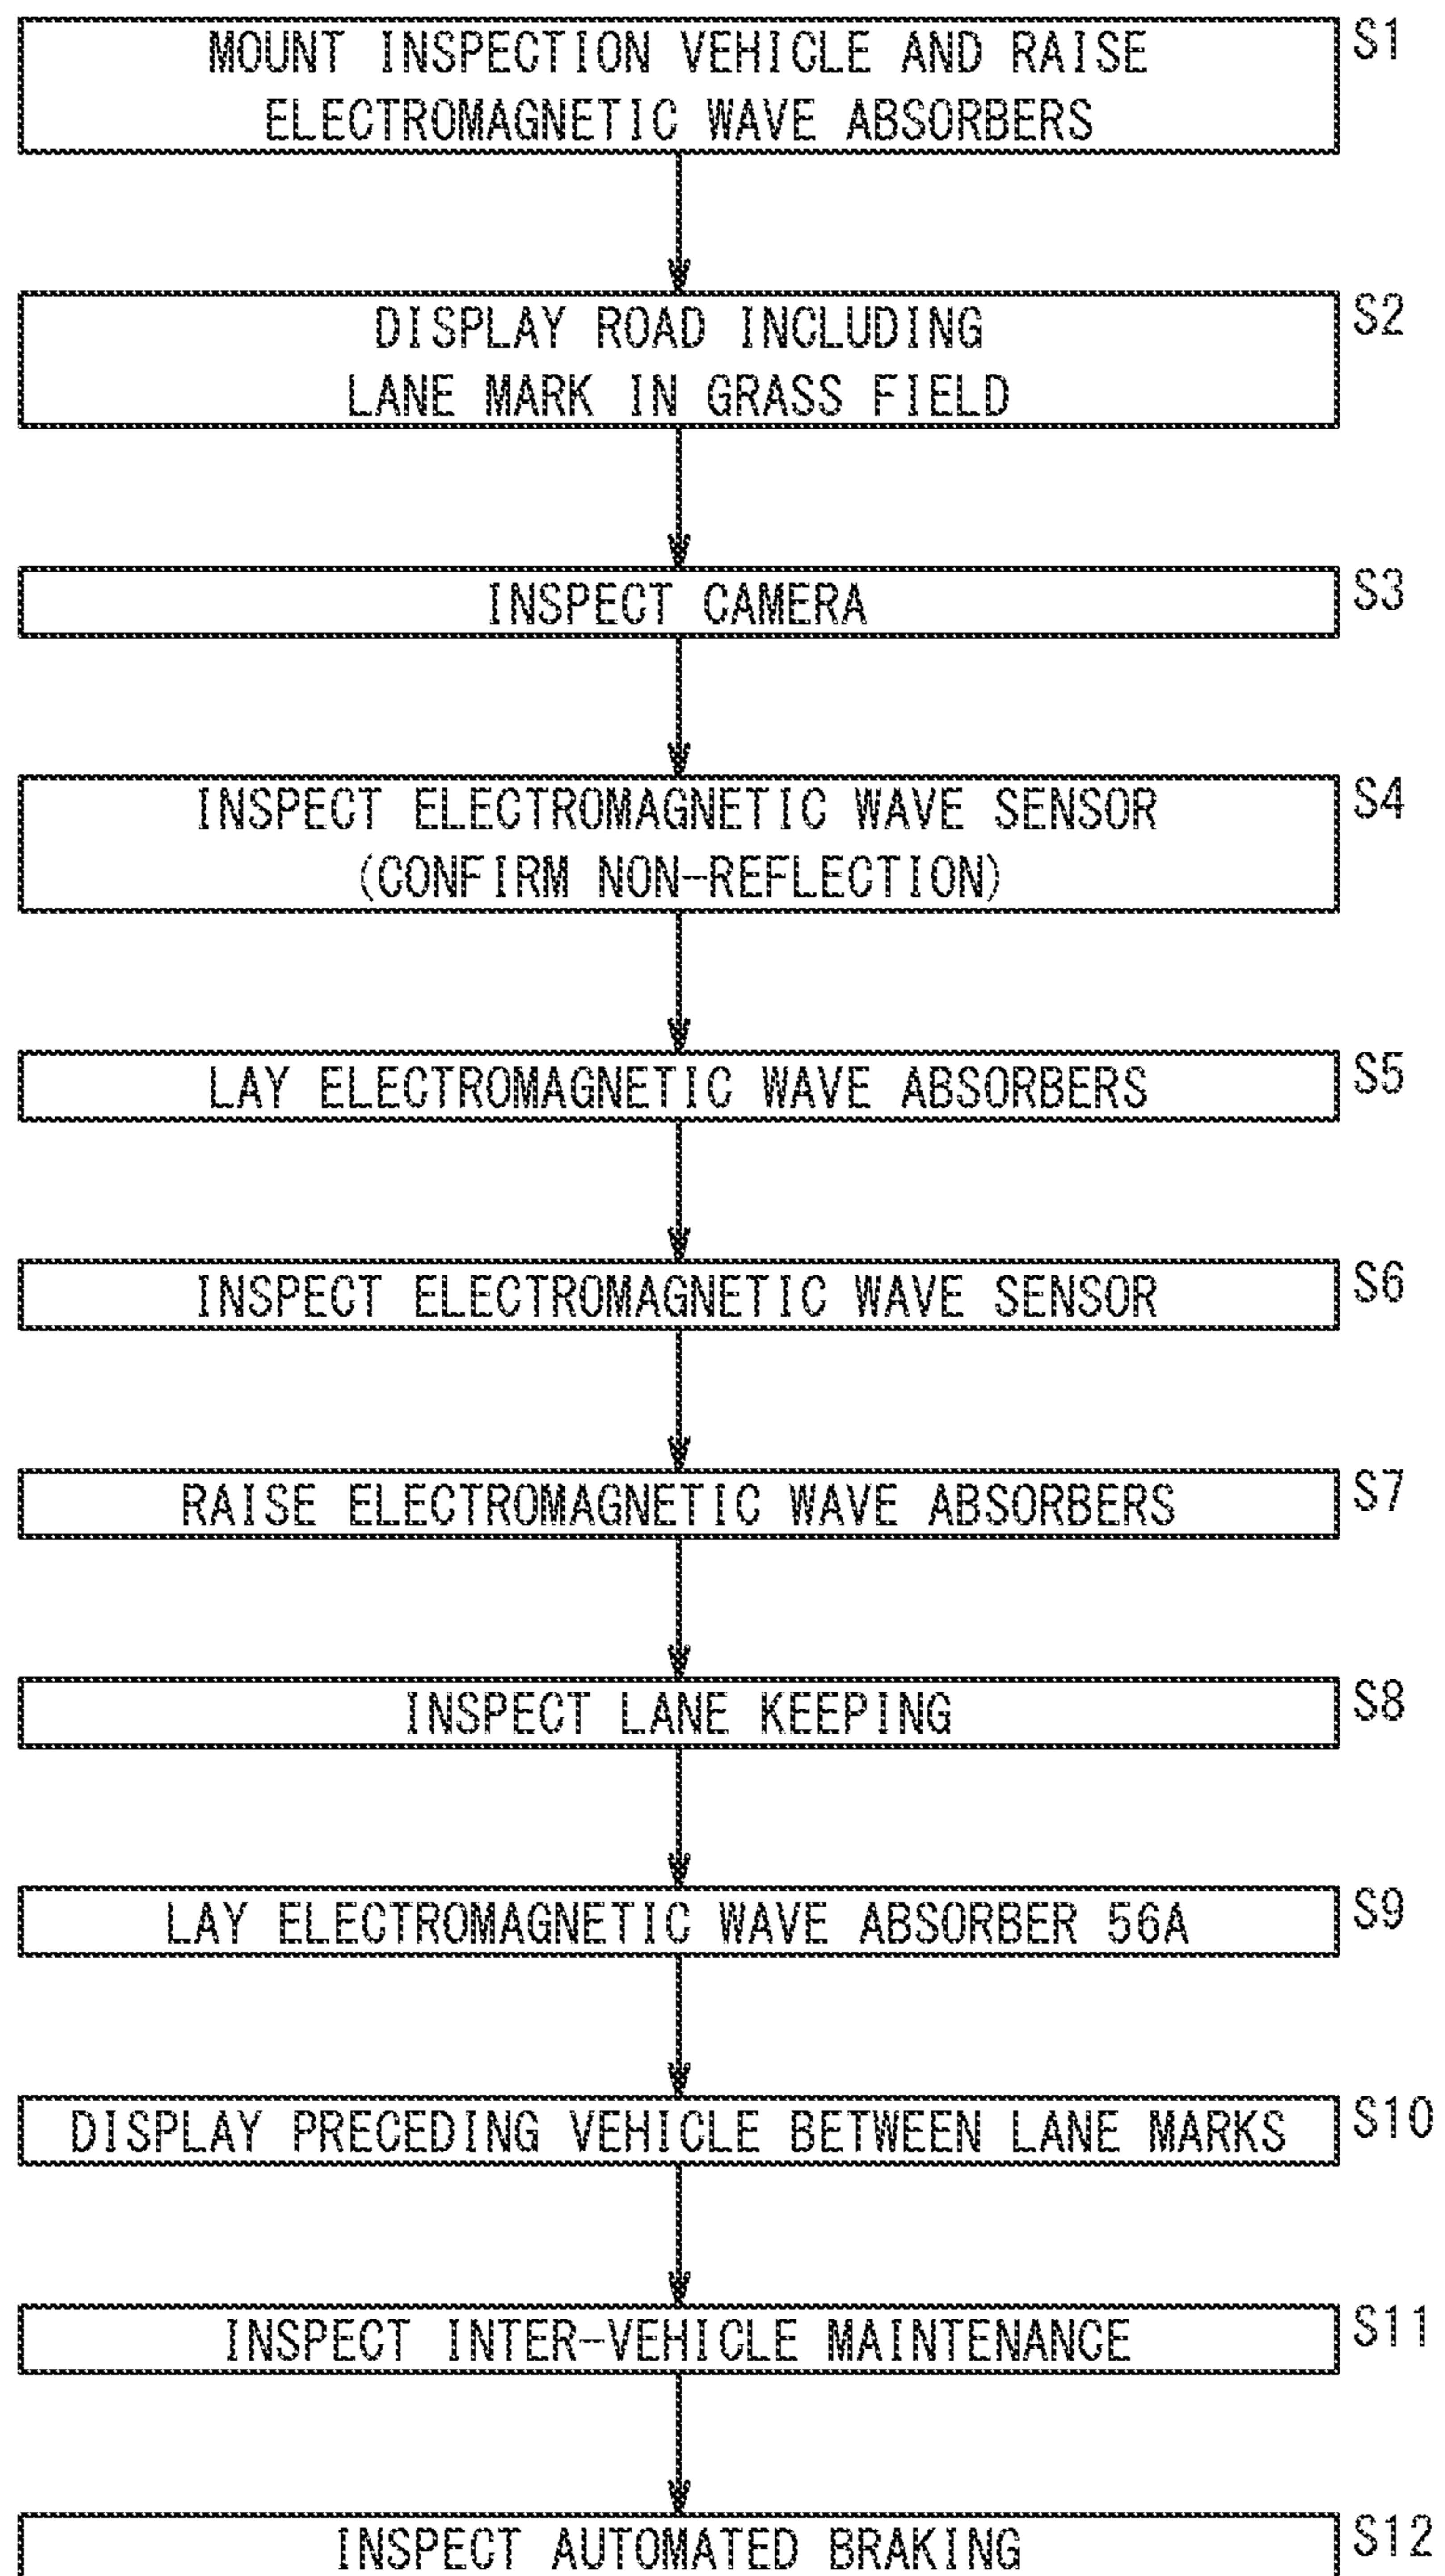 MOUNT INSPECTION VEHICLE AND RAISE S1
ELECTROMAGNETIC WAVE ABSORBERS
DISPLAY ROAD INCLUDING S2
LANE MARK IN GRASS FIELD
INSPECT CAMERA S3
INSPECT ELECTROMAGNETIC WAVE SENSOR S4
(CONFIRM NON-REFLECTION)
LAY ELECTROMAGNETIC WAVE ABSORBERS S5
INSPECT ELECTROMAGNETIC WAVE SENSOR S6
RAISE ELECTROMAGNETIC WAVE ABSORBERS S7
INSPECT LANE KEEPING S8
LAY ELECTROMAGNETIC WAVE ABSORBER 56A S9
DISPLAY PRECEDING VEHICLE BETWEEN LANE MARKS S10
INSPECT INTER-VEHICLE MAINTENANCE S11
INSPECT AUTOMATED BRAKING S12